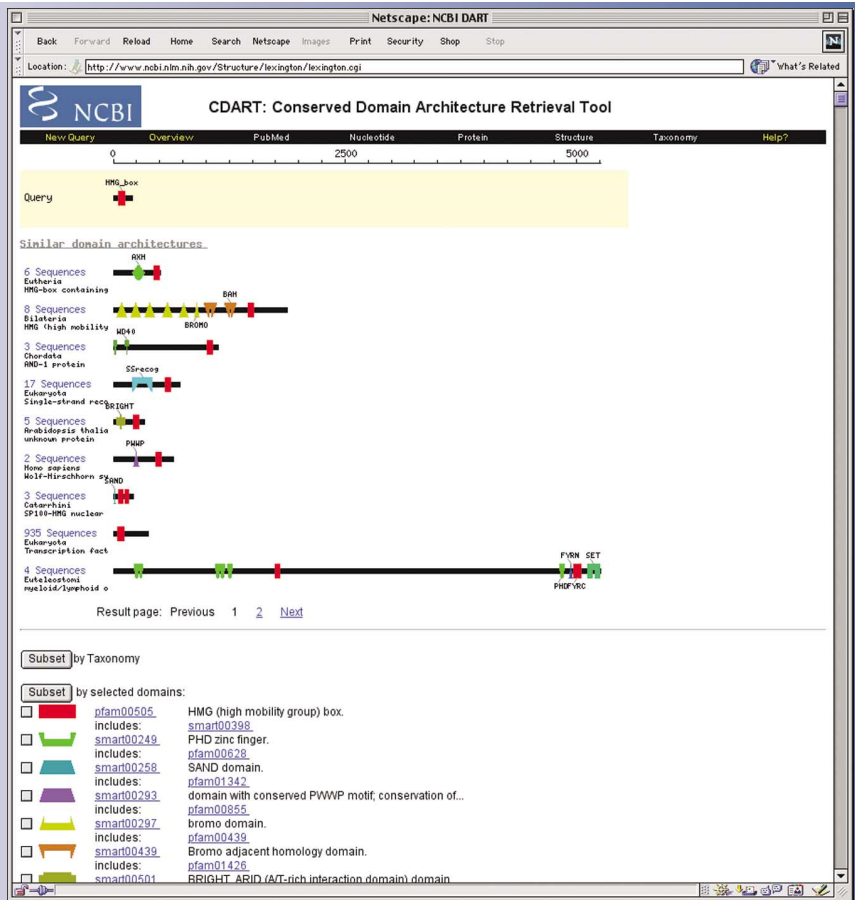 Netscape: NCBI DART
Back Forward Reload Home Search Netscape Images Print Security Shop Stop
Location: http://www.ncbi.nlm.nih.gov/Structure/lexington/lexington.cgi What's Related
NCBI CDART: Conserved Domain Architecture Retrieval Tool
New Query Overview PubMed Nucleotide Protein Structure Taxonomy Help?
0 2500 5000
HMG_box
Query
Similar domain architectures
AXH
6 Sequences
Eutheria
HMG-box containing
BAH
8 Sequences
Bilateria
HMG (high mobility
BROMO
WD40
3 Sequences
Chordata
AND-1 protein
SSrecog
17 Sequences
Eukaryota
Single-strand reco
BRIGHT
5 Sequences
Arabidopsis thalia
unknown protein
PWWP
2 Sequences
Homo sapiens
Wolf-Hirschhorn sy
SAND
3 Sequences
Catarrhini
SP100-HMG nuclear
935 Sequences
Eukaryota
Transcription fact
FYRN SET
4 Sequences
Euteleostomi
myeloid/lymphoid o
PHD FYRC
Result page: Previous 1 2 Next
Subset by Taxonomy
Subset by selected domains:
pfam00505 HMG (high mobility group) box.
includes: smart00398
smart00249 PHD zinc finger.
includes: pfam00628
smart00258 SAND domain.
includes: pfam01342
smart00293 domain with conserved PWWP motif; conservation of...
includes: pfam00855
smart00297 bromo domain.
includes: pfam00439
smart00439 Bromo adjacent homology domain.
includes: pfam01426
smart00501 BRIGHT, ARID (A/T-rich interaction domain) domain